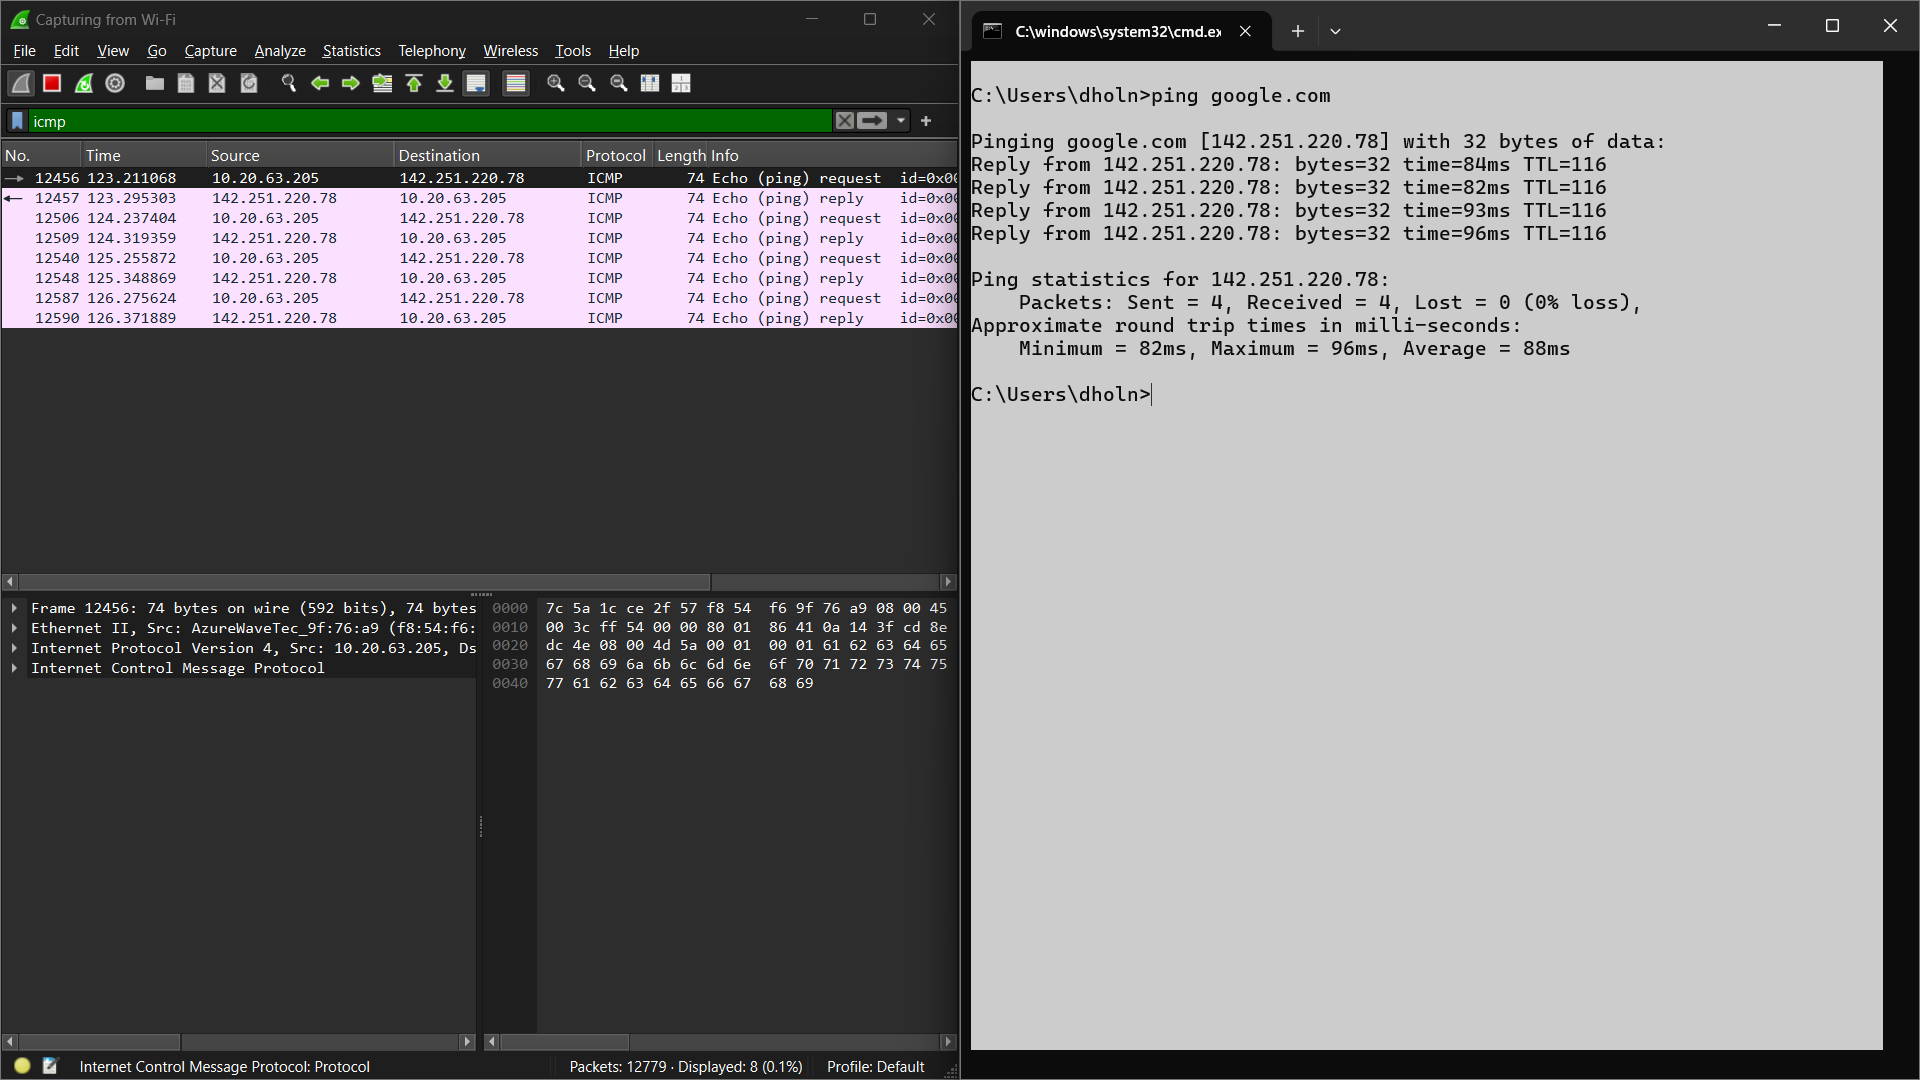 Capturing from Wi-Fi
File Edit View Go Capture Analyze Statistics Telephony Wireless Tools Help
icmp
No. Time Source Destination Protocol Length Info
12456 123.211068 10.20.63.205 142.251.220.78 ICMP 74 Echo (ping) request id=0x00
12457 123.295303 142.251.220.78 10.20.63.205 ICMP 74 Echo (ping) reply id=0x00
12506 124.237404 10.20.63.205 142.251.220.78 ICMP 74 Echo (ping) request id=0x00
12509 124.319359 142.251.220.78 10.20.63.205 ICMP 74 Echo (ping) reply id=0x00
12540 125.255872 10.20.63.205 142.251.220.78 ICMP 74 Echo (ping) request id=0x00
12548 125.348869 142.251.220.78 10.20.63.205 ICMP 74 Echo (ping) reply id=0x00
12587 126.275624 10.20.63.205 142.251.220.78 ICMP 74 Echo (ping) request id=0x00
12590 126.371889 142.251.220.78 10.20.63.205 ICMP 74 Echo (ping) reply id=0x00
Frame 12456: 74 bytes on wire (592 bits), 74 bytes
Ethernet II, Src: AzureWaveTec_9f:76:a9 (f8:54:f6:
Internet Protocol Version 4, Src: 10.20.63.205, Ds
Internet Control Message Protocol
0000 7c 5a 1c ce 2f 57 f8 54 f6 9f 76 a9 08 00 45
0010 00 3c ff 54 00 00 80 01 86 41 0a 14 3f cd 8e
0020 dc 4e 08 00 4d 5a 00 01 00 01 61 62 63 64 65
0030 67 68 69 6a 6b 6c 6d 6e 6f 70 71 72 73 74 75
0040 77 61 62 63 64 65 66 67 68 69
Internet Control Message Protocol: Protocol
Packets: 12779 · Displayed: 8 (0.1%)
Profile: Default
C:\windows\system32\cmd.ex
C:\Users\dholn>ping google.com
Pinging google.com [142.251.220.78] with 32 bytes of data:
Reply from 142.251.220.78: bytes=32 time=84ms TTL=116
Reply from 142.251.220.78: bytes=32 time=82ms TTL=116
Reply from 142.251.220.78: bytes=32 time=93ms TTL=116
Reply from 142.251.220.78: bytes=32 time=96ms TTL=116
Ping statistics for 142.251.220.78:
Packets: Sent = 4, Received = 4, Lost = 0 (0% loss),
Approximate round trip times in milli-seconds:
Minimum = 82ms, Maximum = 96ms, Average = 88ms
C:\Users\dholn>